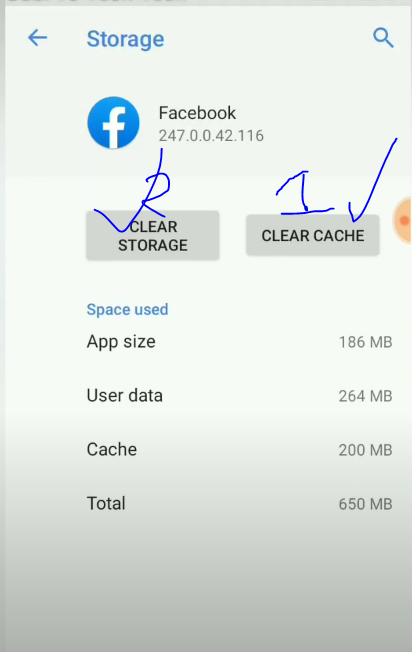 Storage
Facebook
247.0.0.42.116
2
1
CLEAR
STORAGE
CLEAR CACHE
Space used
App size
186 MB
User data
264 MB
Cache
200 MB
Total
650 MB